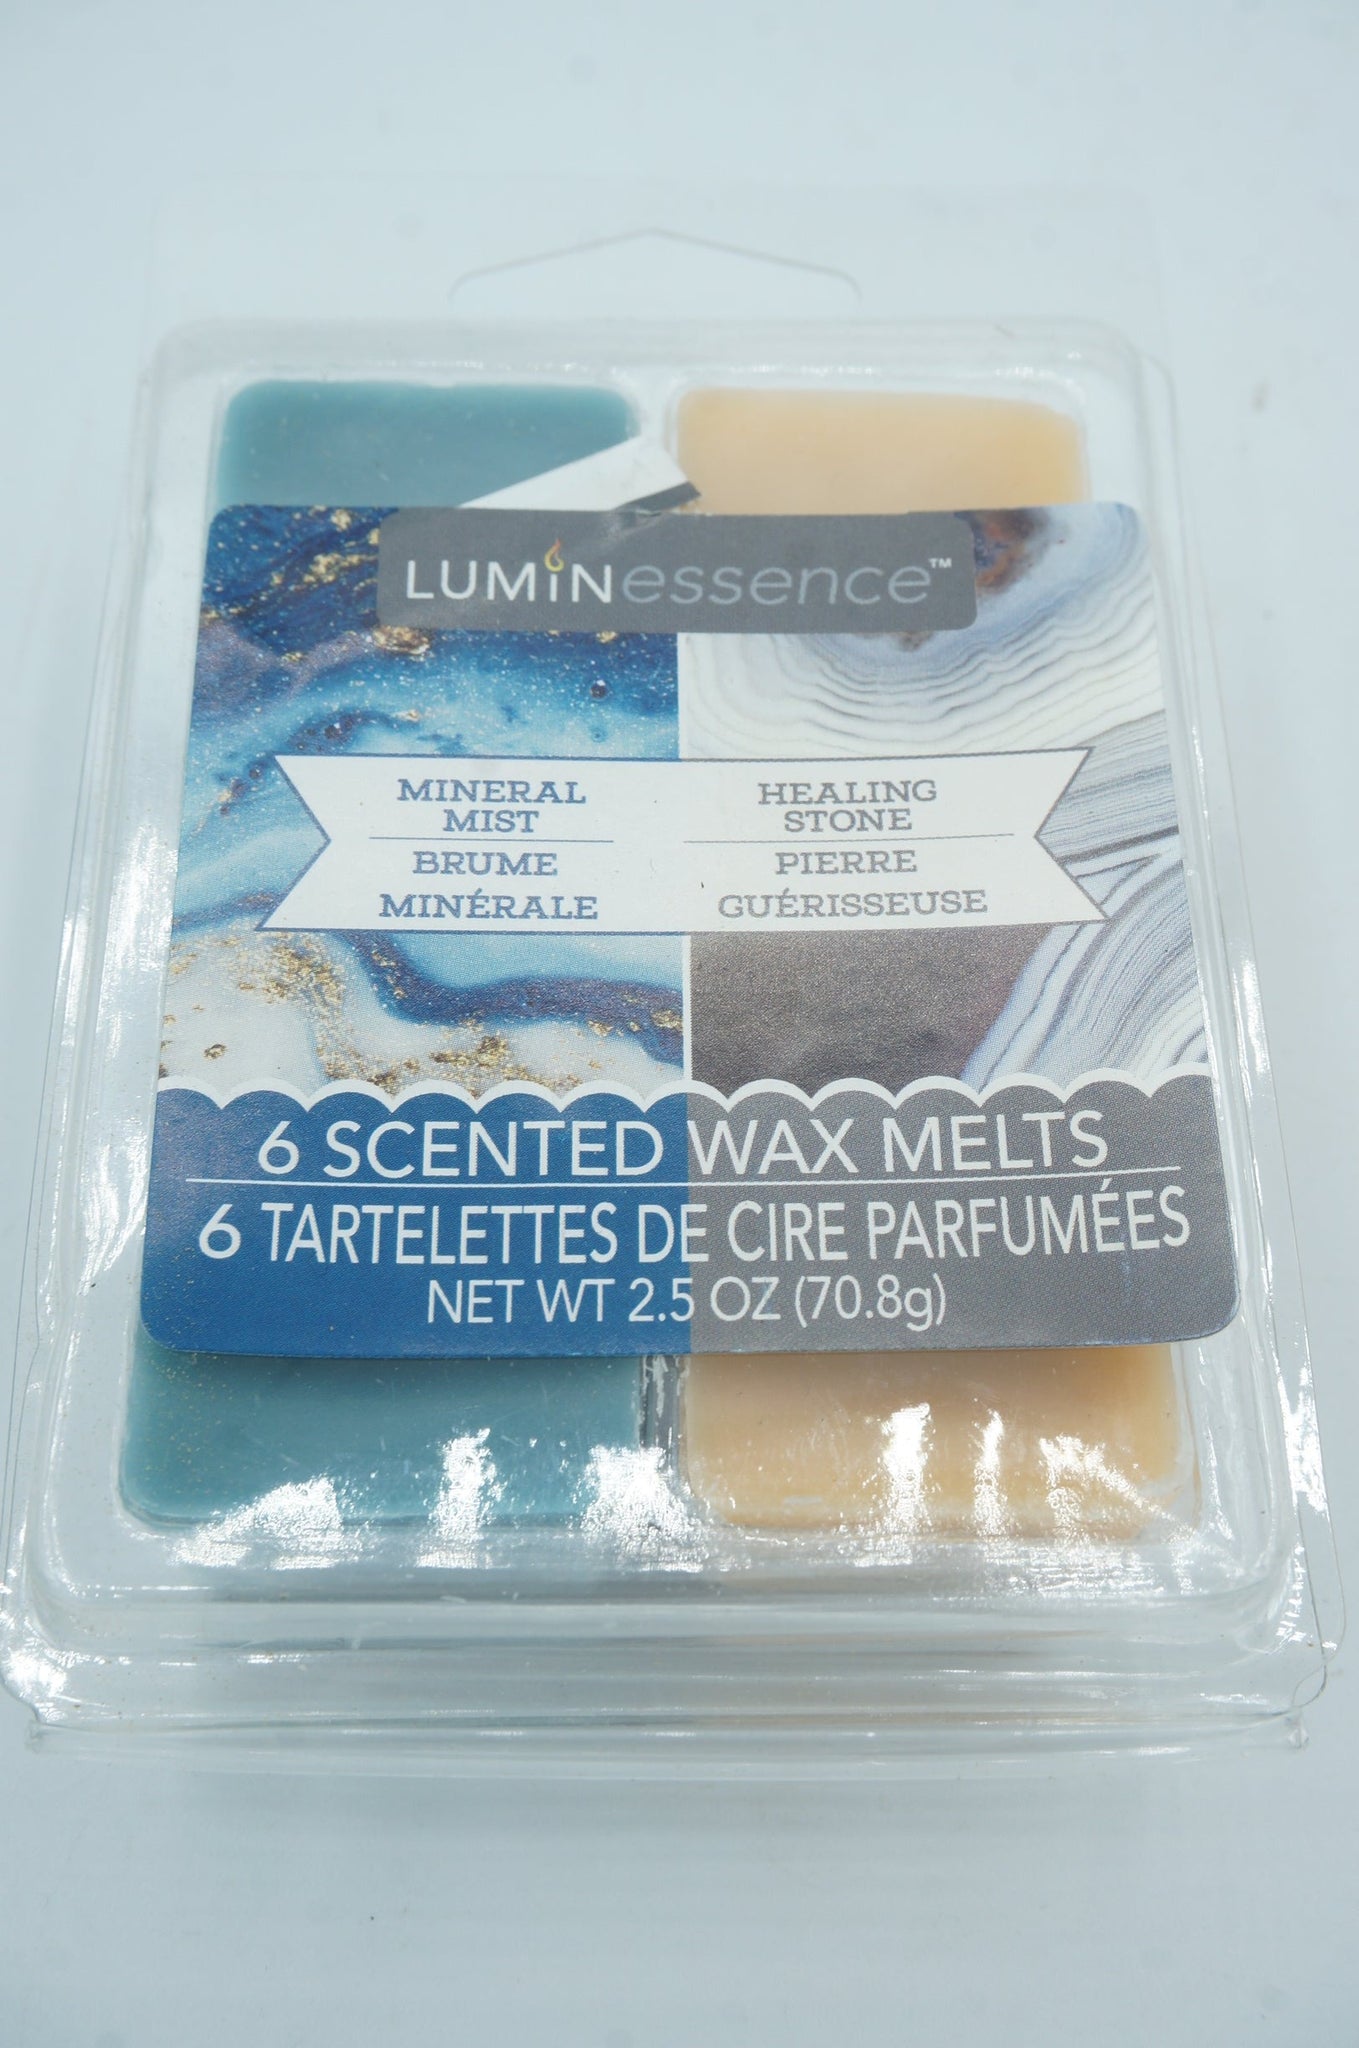 LUMINessence™
MINERAL
MIST
BRUME
MINÉRALE
HEALING
STONE
PIERRE
GUÉRISSEUSE
6 SCENTED WAX MELTS
6 TARTELETTES DE CIRE PARFUMÉES
NET WT 2.5 OZ (70.8g)